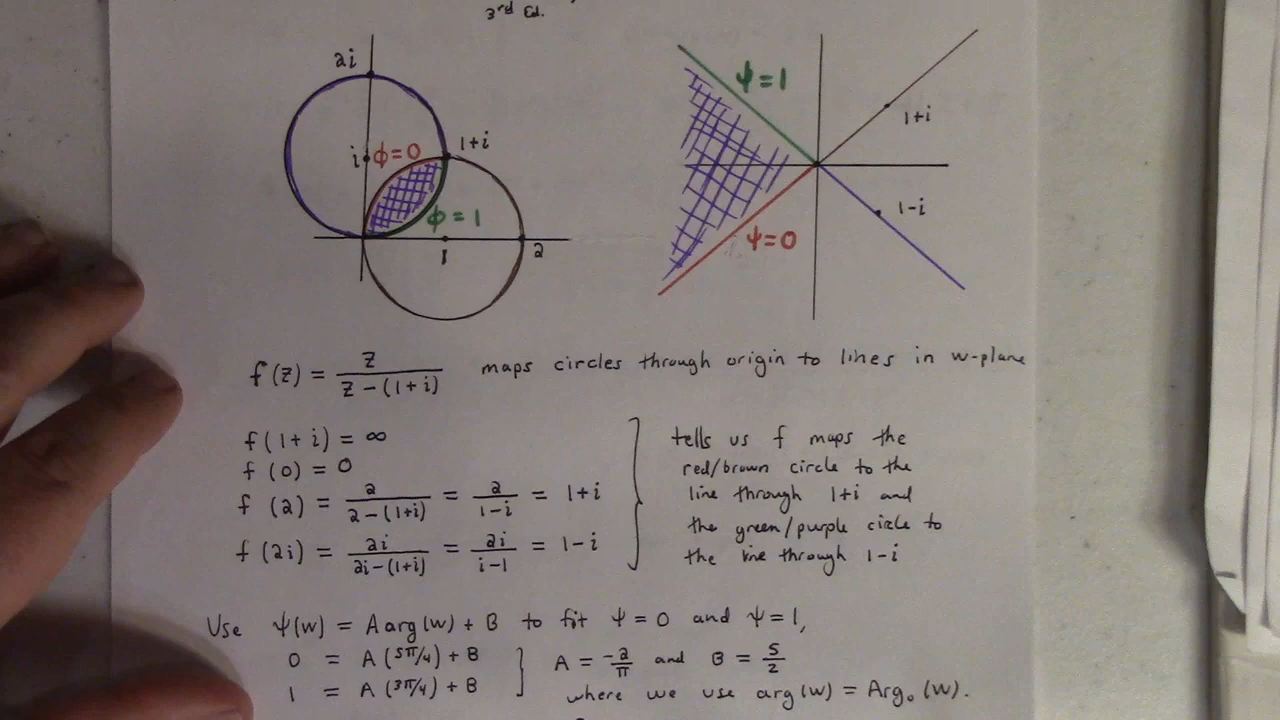 3rd Ed.
2i
i
ϕ=0
1+i
ϕ=1
1
2
ψ=1
1+i
1-i
ψ=0
f(z) = z/(z-(1+i)) maps circles through origin to lines in w-plane
f(1+i) = ∞
f(0) = 0
f(2) = 2/(2-(1+i)) = 2/(1-i) = 1+i
f(2i) = 2i/(2i-(1+i)) = 2i/(i-1) = 1-i
tells us f maps the
red/brown circle to the
line through 1+i and
the green/purple circle to
the line through 1-i
Use ψ(w) = A arg(w) + B to fit ψ=0 and ψ=1,
0 = A(5π/4) + B
1 = A(3π/4) + B
A = -2/π and B = 5/2
where we use arg(w) = Arg₀(w).